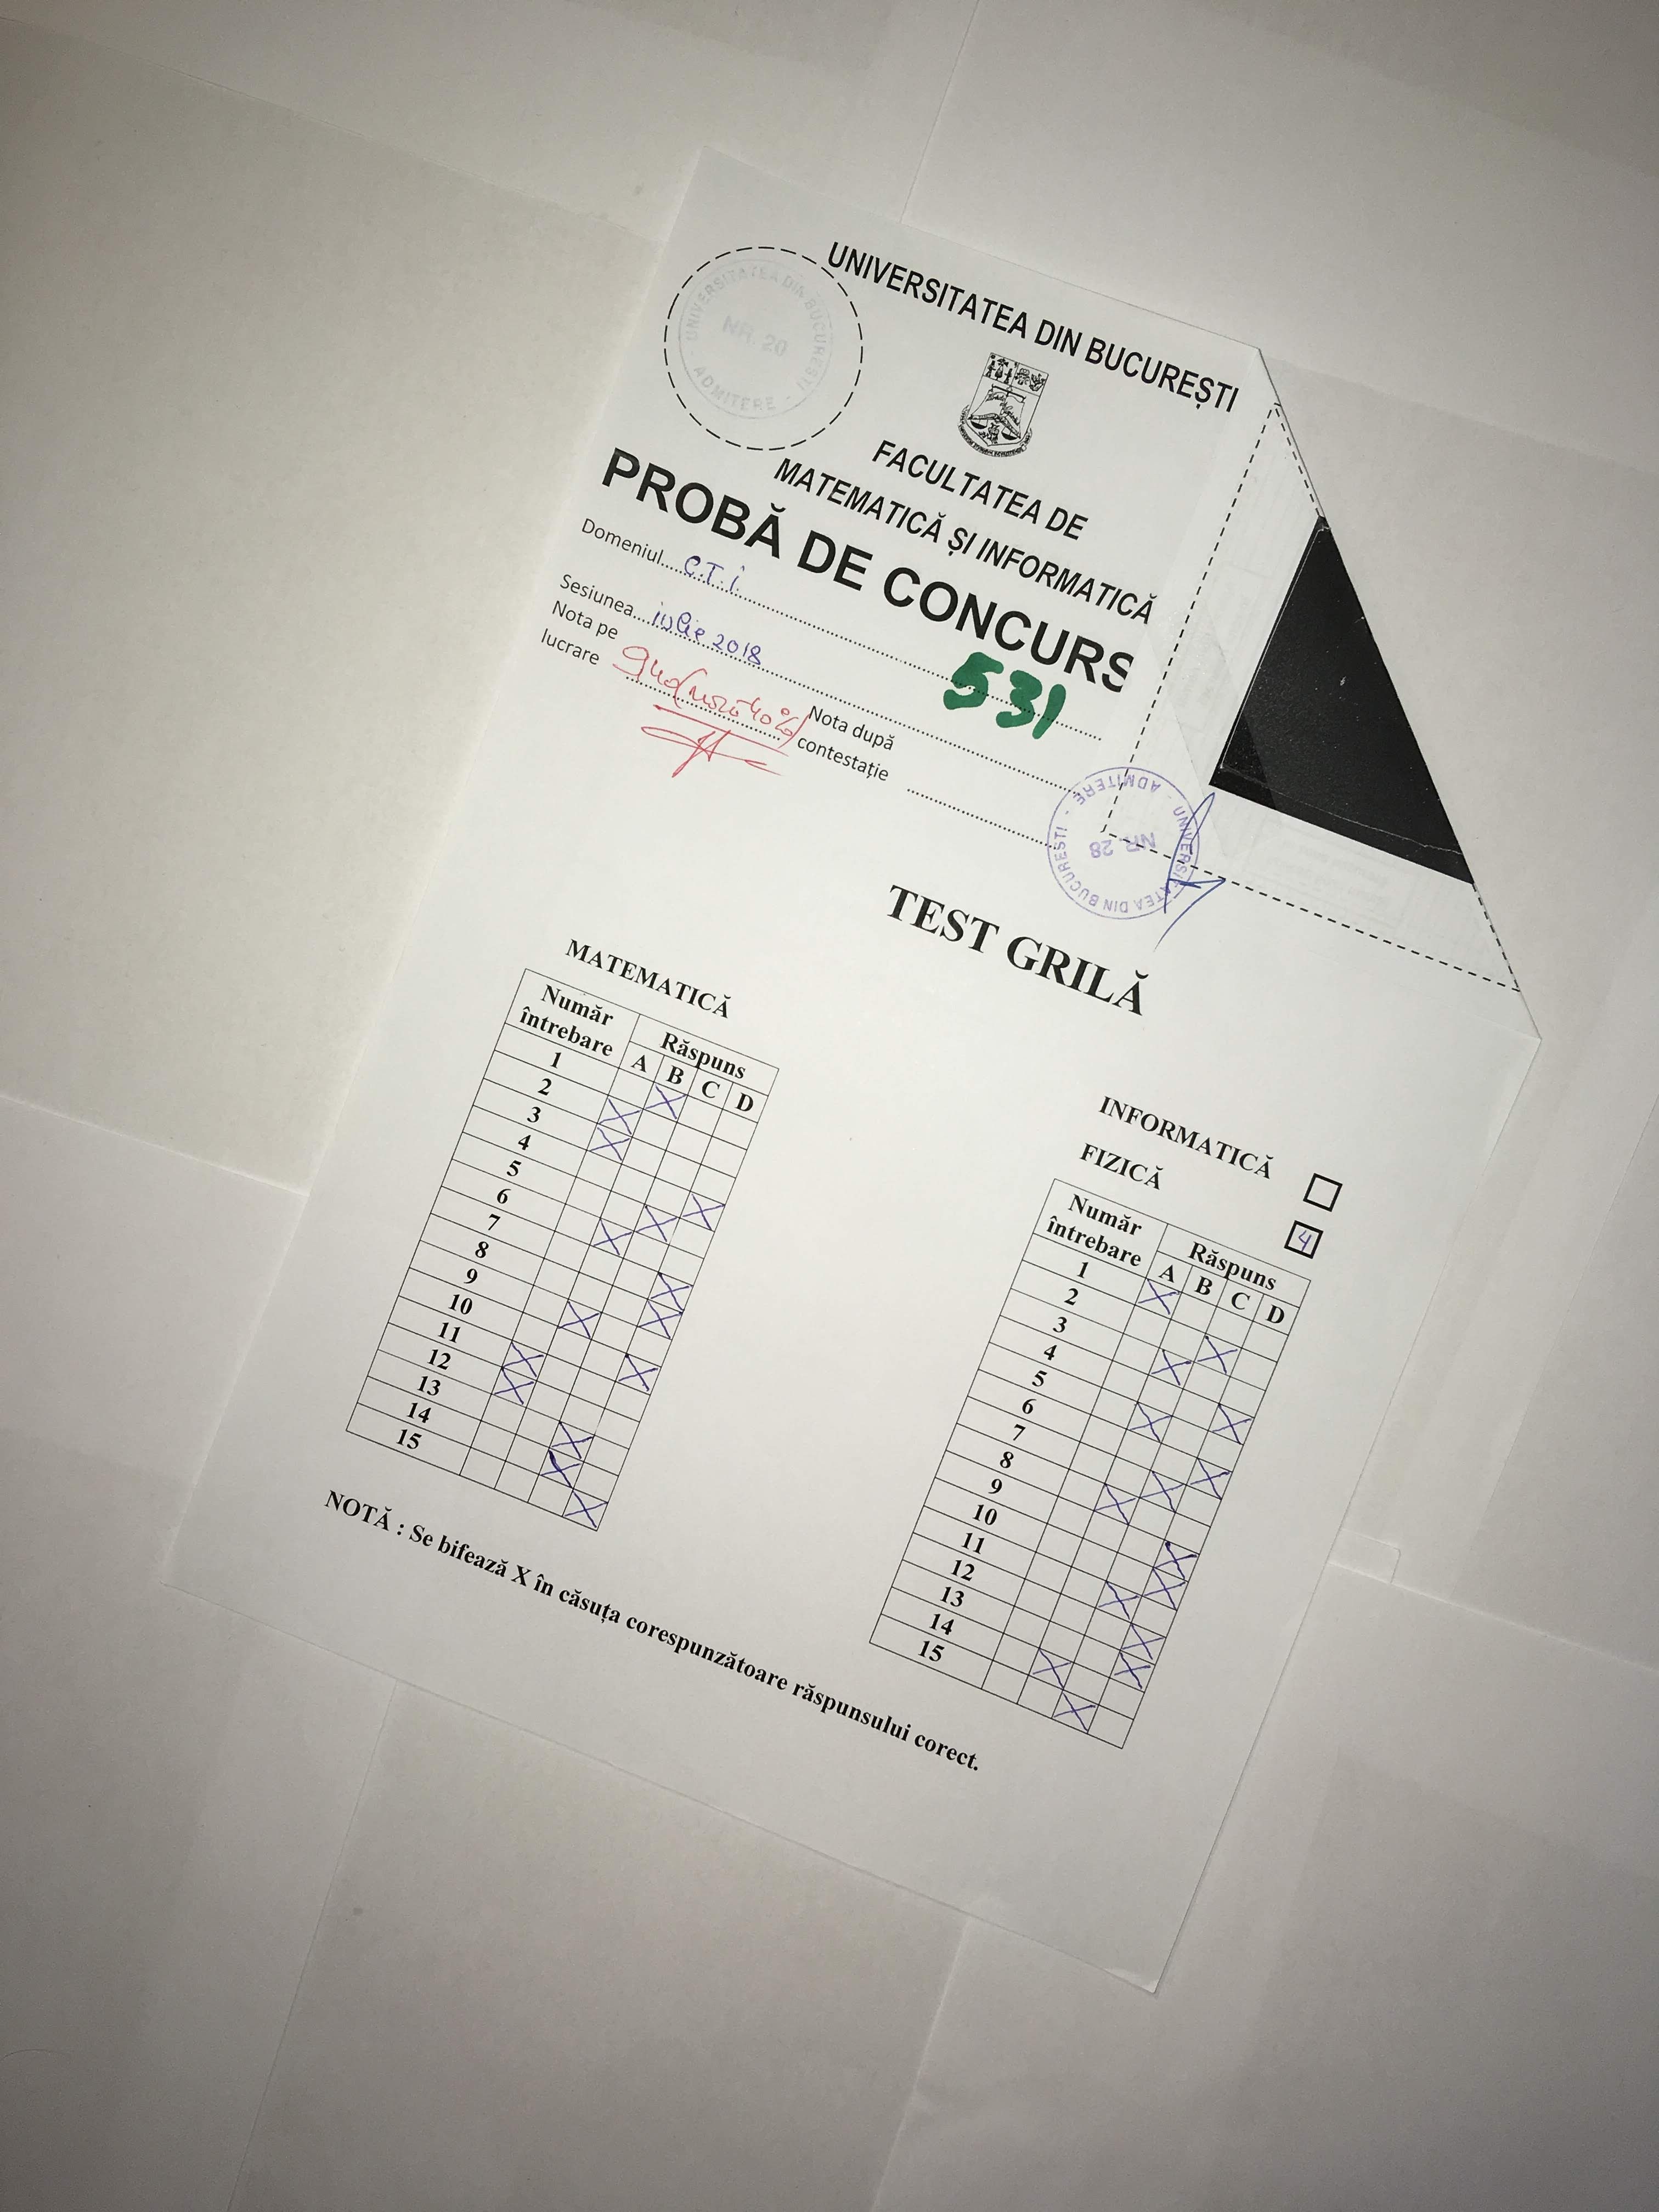 UNIVERSITATEA DIN BUCUREȘTI
UNIVERSITATEA DIN BUCUREȘTI - ADMITERE -
NR. 20
FACULTATEA DE
MATEMATICĂ ȘI INFORMATICĂ
PROBĂ DE CONCURS
Domeniul C.T.I.
531
Sesiunea iulie 2018
Nota pe lucrare 9,40 (nouă 40%)
Nota după contestație
UNIVERSITATEA DIN BUCUREȘTI - ADMITERE -
NR. 28
TEST GRILĂ
MATEMATICĂ
Număr întrebare Răspuns
A B C D
1 X
2 X
3 X
4
5 X
6 X
7 X
8 X
9 X
10 X
11 X
12 X
13 X
14 X
15 X
INFORMATICĂ
FIZICĂ 4
Număr întrebare Răspuns
A B C D
1 X
2 X
3 X
4 X
5 X
6 X
7 X
8 X
9 X
10 X
11 X
12 X
13 X
14 X
15 X
NOTĂ : Se bifează X în căsuța corespunzătoare răspunsului corect.